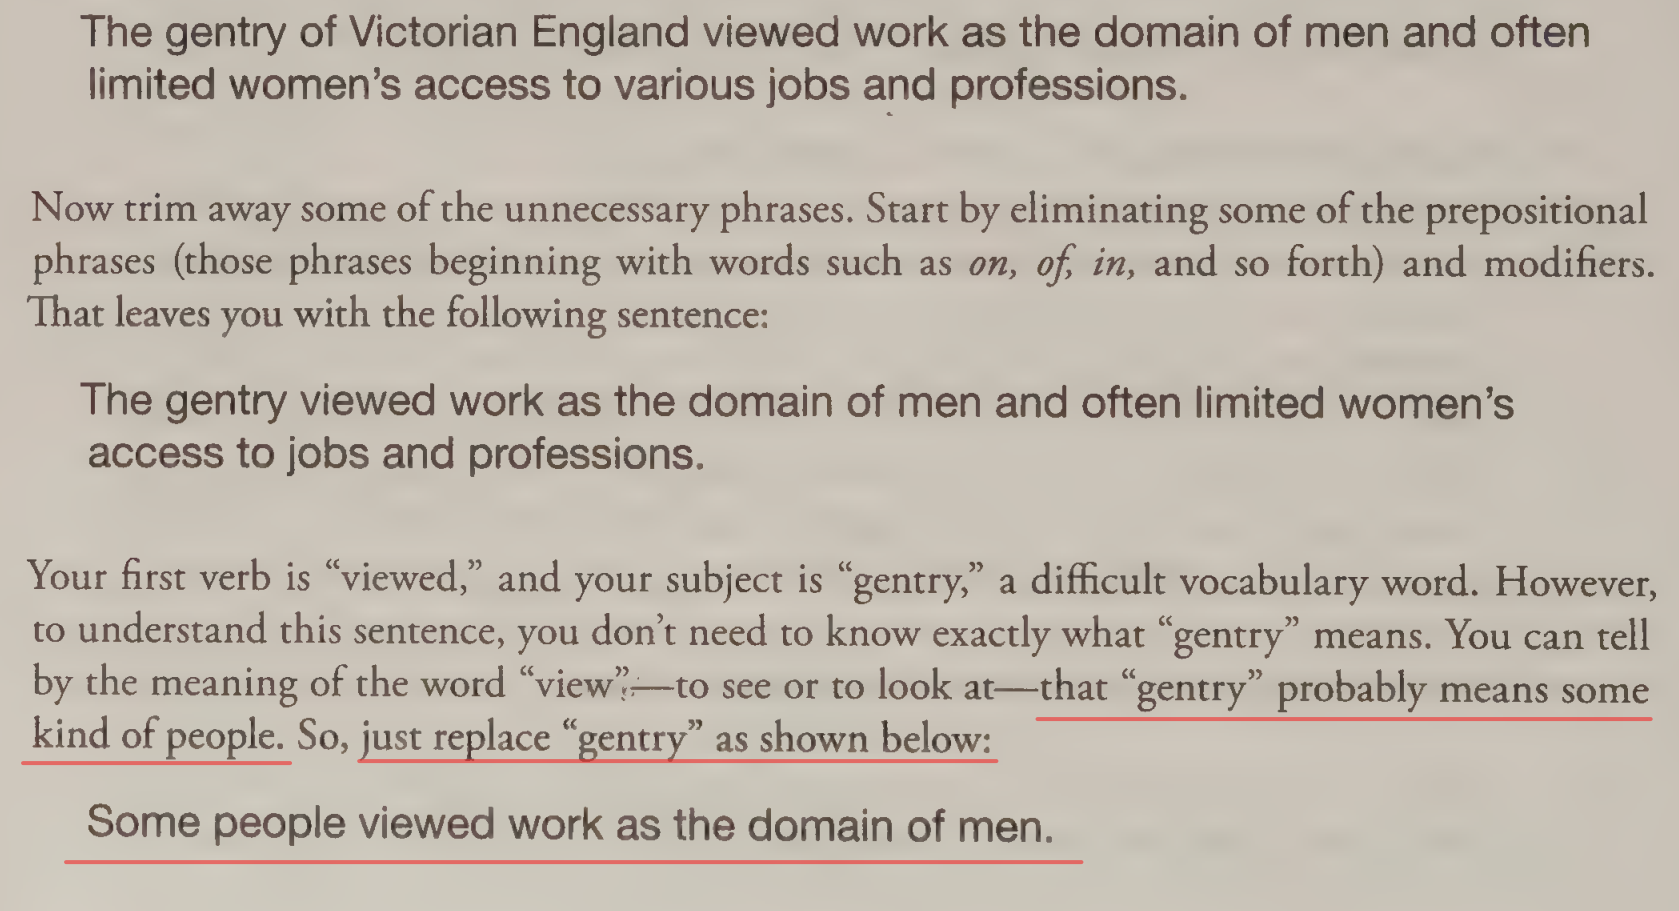 The gentry of Victorian England viewed work as the domain of men and often
limited women's access to various jobs and professions.
Now trim away some of the unnecessary phrases. Start by eliminating some of the prepositional
phrases (those phrases beginning with words such as on, of, in, and so forth) and modifiers.
That leaves you with the following sentence:
The gentry viewed work as the domain of men and often limited women's
access to jobs and professions.
Your first verb is “viewed,” and your subject is “gentry,” a difficult vocabulary word. However,
to understand this sentence, you don't need to know exactly what “gentry” means. You can tell
by the meaning of the word “view”—to see or to look at—that “gentry” probably means some
kind of people. So, just replace “gentry” as shown below:
Some people viewed work as the domain of men.